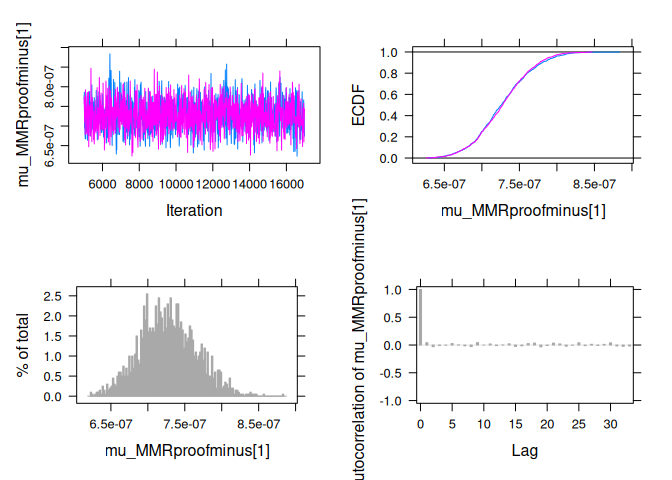 mu_MMRproofminus[1]
8.0e-07
6.5e-07
6000 8000 10000 12000 14000 16000
Iteration
ECDF
1.0
0.8
0.6
0.4
0.2
0.0
6.5e-07 7.5e-07 8.5e-07
mu_MMRproofminus[1]
% of total
2.5
2.0
1.5
1.0
0.5
0.0
6.5e-07 7.5e-07 8.5e-07
mu_MMRproofminus[1]
utocorrelation of mu_MMRproofminus[1]
1.0
0.5
0.0
-0.5
-1.0
0 5 10 15 20 25 30
Lag